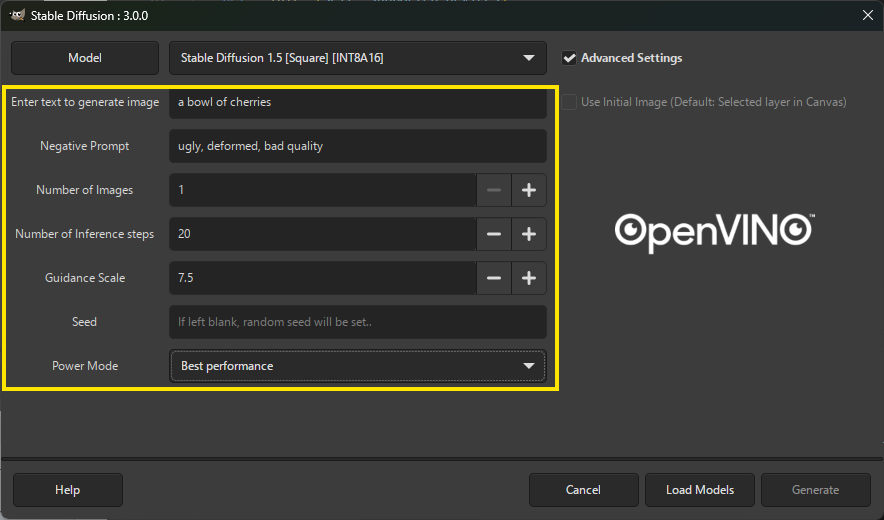 Stable Diffusion : 3.0.0
Model
Stable Diffusion 1.5 [Square] [INT8A16]
Advanced Settings
Enter text to generate image
a bowl of cherries
Use Initial Image (Default: Selected layer in Canvas)
Negative Prompt
ugly, deformed, bad quality
Number of Images
1
Number of Inference steps
20
OpenVINO™
Guidance Scale
7.5
Seed
If left blank, random seed will be set..
Power Mode
Best performance
Help
Cancel
Load Models
Generate